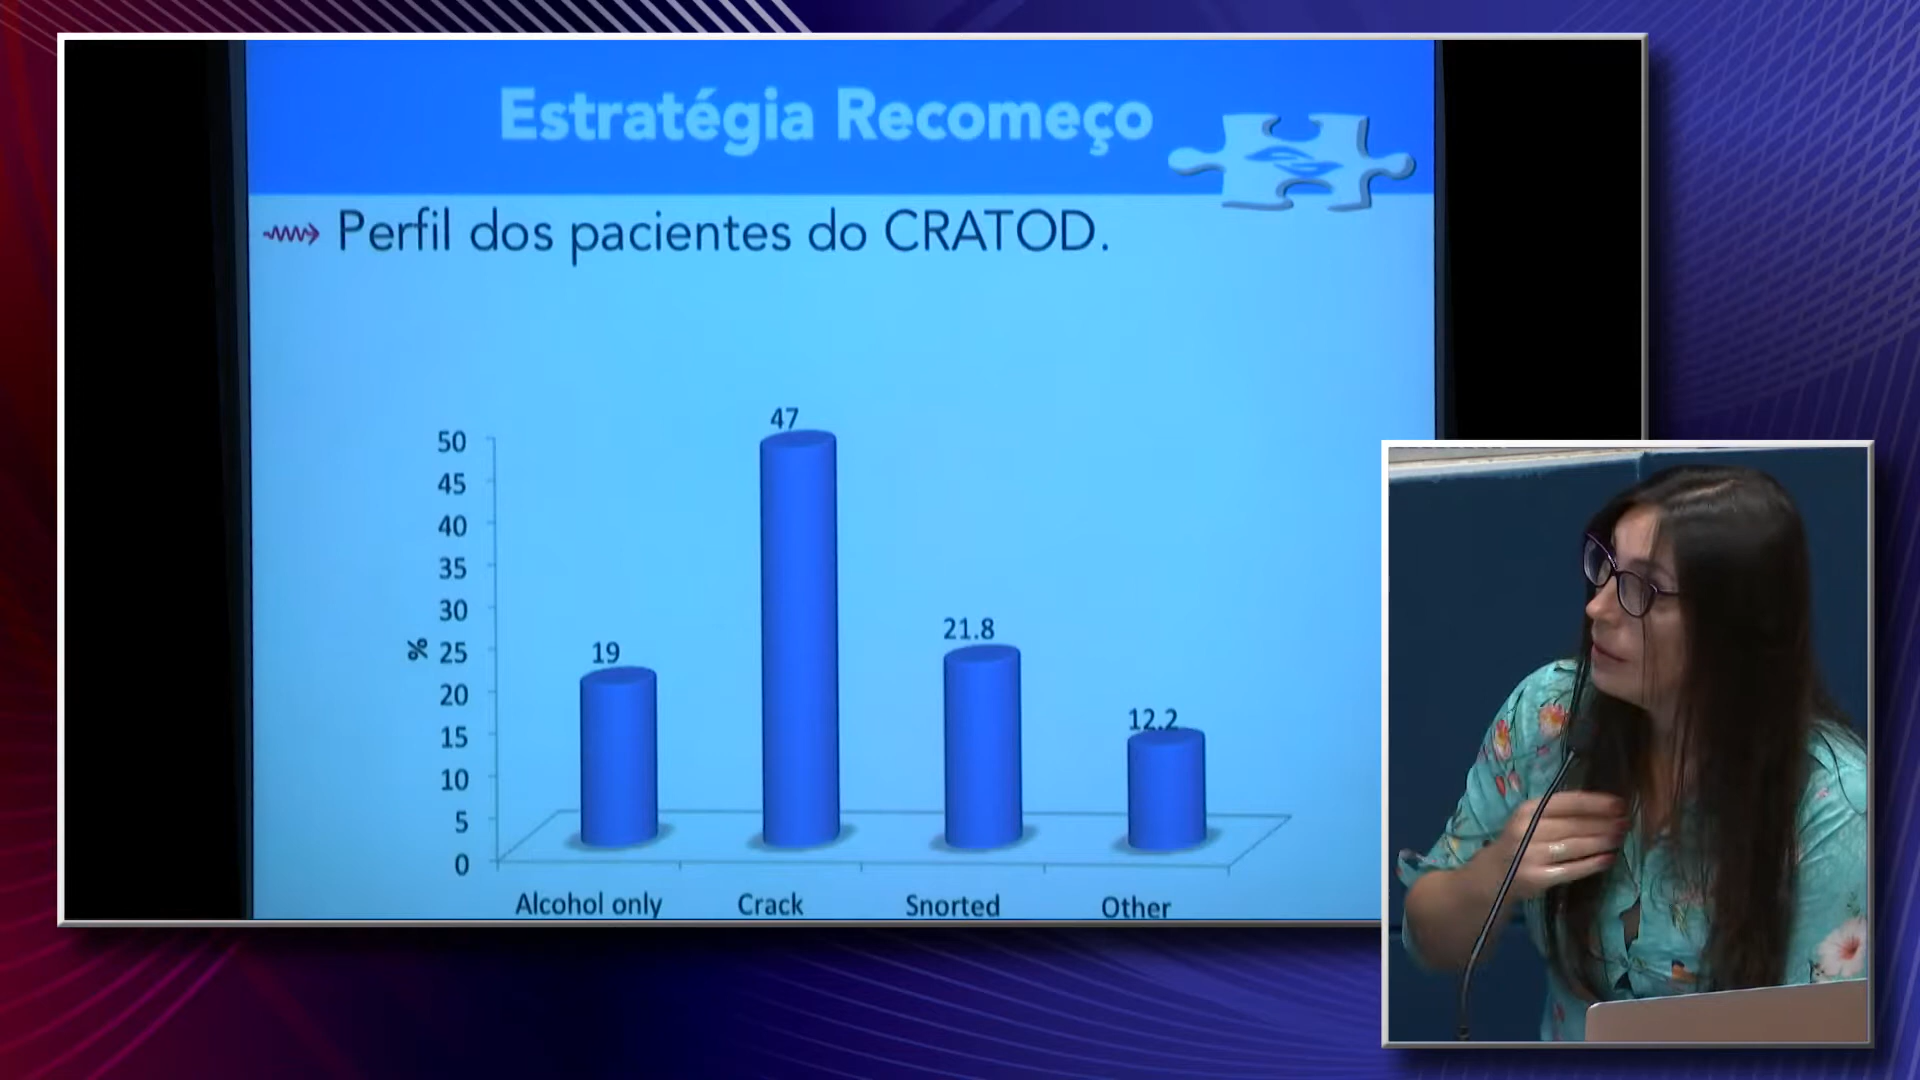 Estratégia Recomeço
Perfil dos pacientes do CRATOD.
50
45
40
35
30
25
20
15
10
5
0
%
19
47
21.8
12.2
Alcohol only
Crack
Snorted
Other